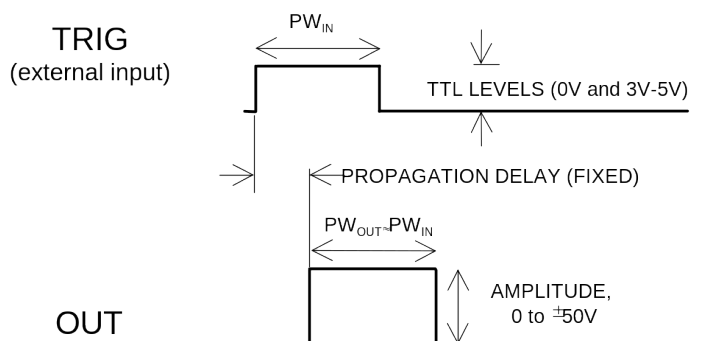 PW_IN
TRIG
(external input)
TTL LEVELS (0V and 3V-5V)
PROPAGATION DELAY (FIXED)
PW_OUT≈PW_IN
AMPLITUDE,
0 to ±50V
OUT